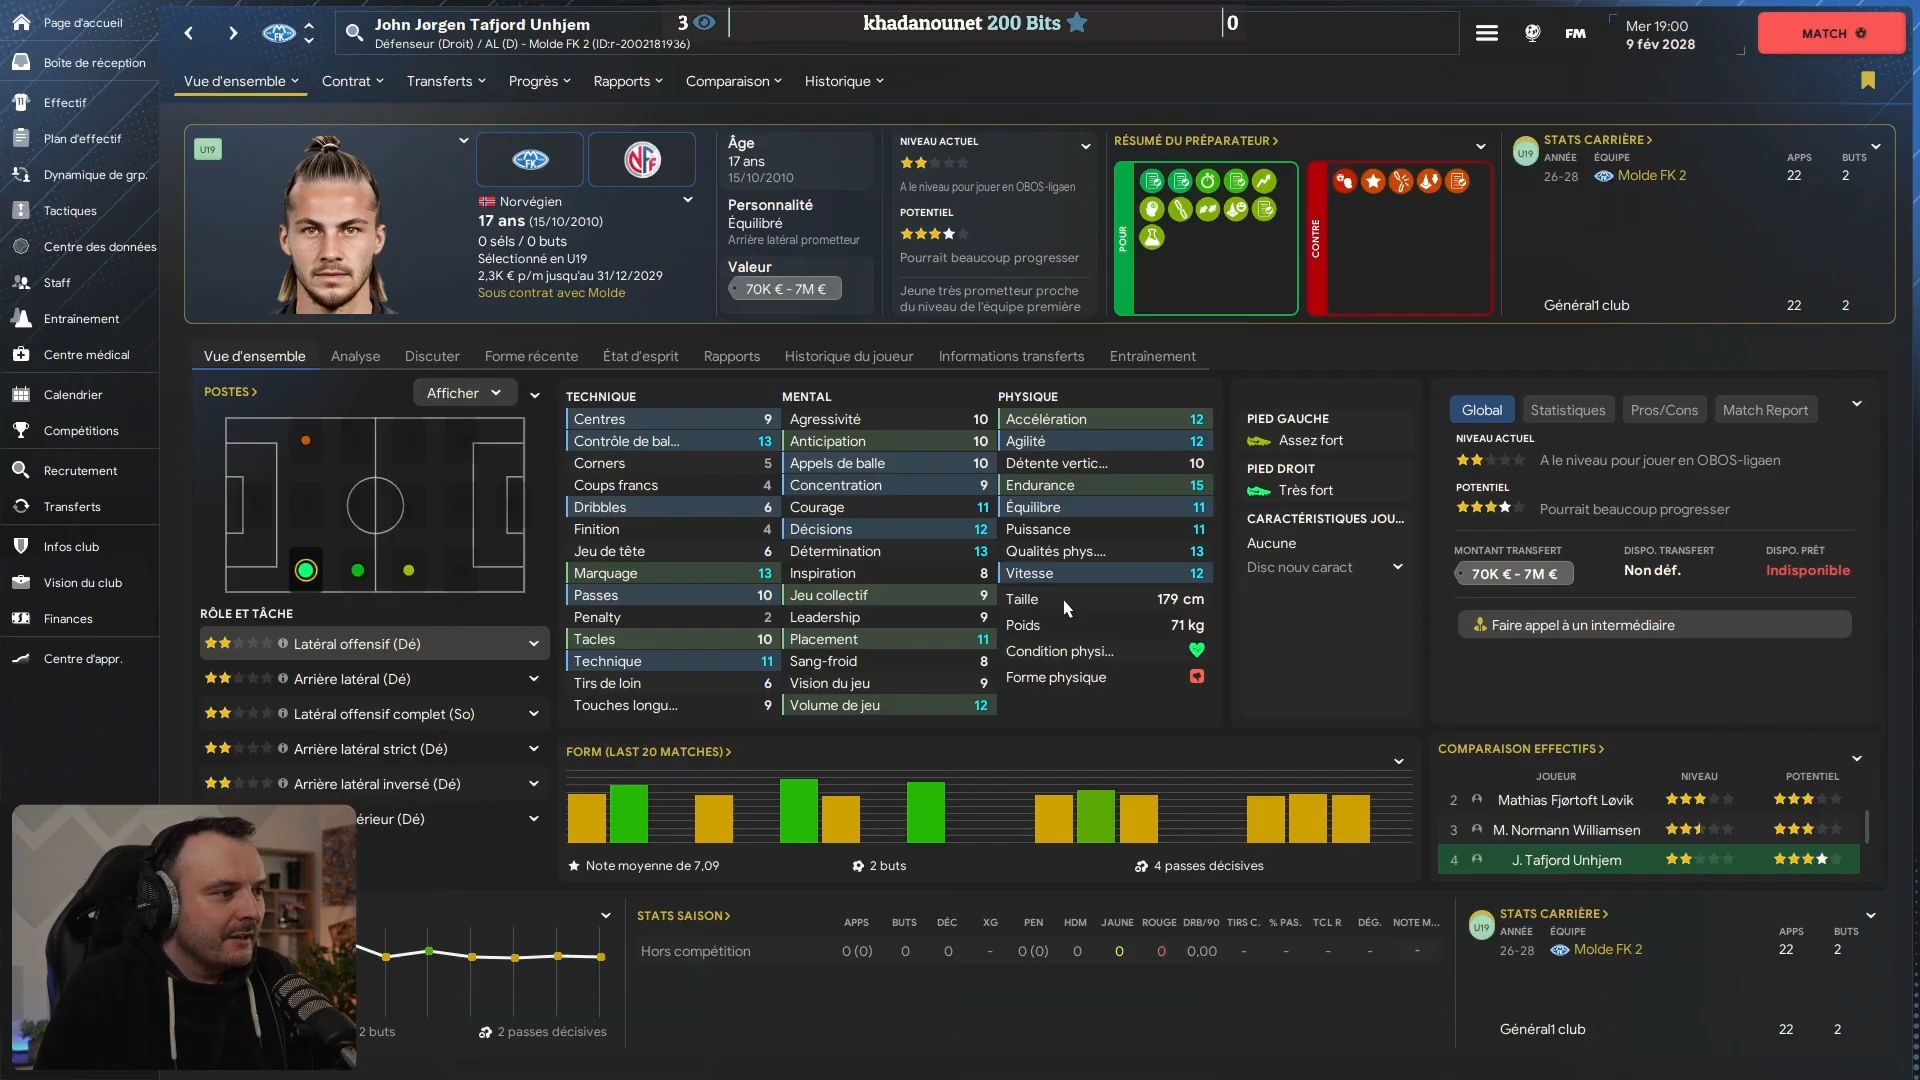 Page d'accueil
Boîte de réception
Effectif
Plan d'effectif
Dynamique de grp.
Tactiques
Centre des données
Staff
Entraînement
Centre médical
Calendrier
Compétitions
Recrutement
Transferts
Infos club
Vision du club
Finances
Centre d'appr.
John Jørgen Tafjord Unhjem
Défenseur (Droit) / AL (D) - Molde FK 2 (ID:r-2002181936)
3
khadanounet 200 Bits
0
FM
Mer 19:00
9 fév 2028
MATCH
Vue d'ensemble
Contrat
Transferts
Progrès
Rapports
Comparaison
Historique
U19
Norvégien
17 ans (15/10/2010)
0 séls / 0 buts
Sélectionné en U19
2,3K € p/m jusqu'au 31/12/2029
Sous contrat avec Molde
Âge
17 ans
15/10/2010
Personnalité
Équilibré
Arrière latéral prometteur
Valeur
70K € - 7M €
NIVEAU ACTUEL
A le niveau pour jouer en OBOS-ligaen
POTENTIEL
Pourrait beaucoup progresser
Jeune très prometteur proche
du niveau de l'équipe première
RÉSUMÉ DU PRÉPARATEUR >
POUR
CONTRE
U19
STATS CARRIÈRE >
ANNÉE ÉQUIPE APPS BUTS
26-28 Molde FK 2 22 2
Général1 club 22 2
Vue d'ensemble
Analyse
Discuter
Forme récente
État d'esprit
Rapports
Historique du joueur
Informations transferts
Entraînement
POSTES >
Afficher
RÔLE ET TÂCHE
Latéral offensif (Dé)
Arrière latéral (Dé)
Latéral offensif complet (So)
Arrière latéral strict (Dé)
Arrière latéral inversé (Dé)
érieur (Dé)
TECHNIQUE
Centres 9
Contrôle de bal... 13
Corners 5
Coups francs 4
Dribbles 6
Finition 4
Jeu de tête 6
Marquage 13
Passes 10
Penalty 2
Tacles 10
Technique 11
Tirs de loin 6
Touches longu... 9
MENTAL
Agressivité 10
Anticipation 10
Appels de balle 10
Concentration 9
Courage 11
Décisions 12
Détermination 13
Inspiration 8
Jeu collectif 9
Leadership 9
Placement 11
Sang-froid 8
Vision du jeu 9
Volume de jeu 12
PHYSIQUE
Accélération 12
Agilité 12
Détente vertic... 10
Endurance 15
Équilibre 11
Puissance 11
Qualités phys.... 13
Vitesse 12
Taille 179 cm
Poids 71 kg
Condition physi...
Forme physique
PIED GAUCHE
Assez fort
PIED DROIT
Très fort
CARACTÉRISTIQUES JOU...
Aucune
Disc nouv caract
Global
Statistiques
Pros/Cons
Match Report
NIVEAU ACTUEL
A le niveau pour jouer en OBOS-ligaen
POTENTIEL
Pourrait beaucoup progresser
MONTANT TRANSFERT DISPO. TRANSFERT DISPO. PRÊT
70K € - 7M € Non déf. Indisponible
Faire appel à un intermédiaire
FORM (LAST 20 MATCHES) >
Note moyenne de 7,09
2 buts
4 passes décisives
COMPARAISON EFFECTIFS >
JOUEUR NIVEAU POTENTIEL
2 Mathias Fjørtoft Løvik
3 M. Normann Williamsen
4 J. Tafjord Unhjem
2 buts
2 passes décisives
STATS SAISON >
APPS BUTS DÉC XG PEN HDM JAUNE ROUGE DRB/90 TIRS C. % PAS. TCL R DÉG. NOTE M...
Hors compétition 0 (0) 0 0 - 0 (0) 0 0 0 0,00 - - - - -
U19
STATS CARRIÈRE >
ANNÉE ÉQUIPE APPS BUTS
26-28 Molde FK 2 22 2
Général1 club 22 2